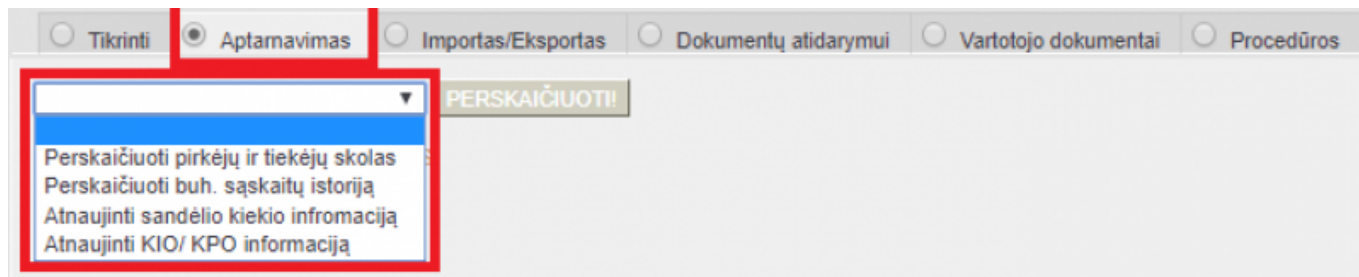 Tikrinti Aptarnavimas Importas/Eksportas Dokumentų atidarymui Vartotojo dokumentai Procedūros
PERSKAIČIUOTI!
Perskaičiuoti pirkėjų ir tiekėjų skolas
Perskaičiuoti buh. sąskaitų istoriją
Atnaujinti sandėlio kiekio infromaciją
Atnaujinti KIO/ KPO informaciją